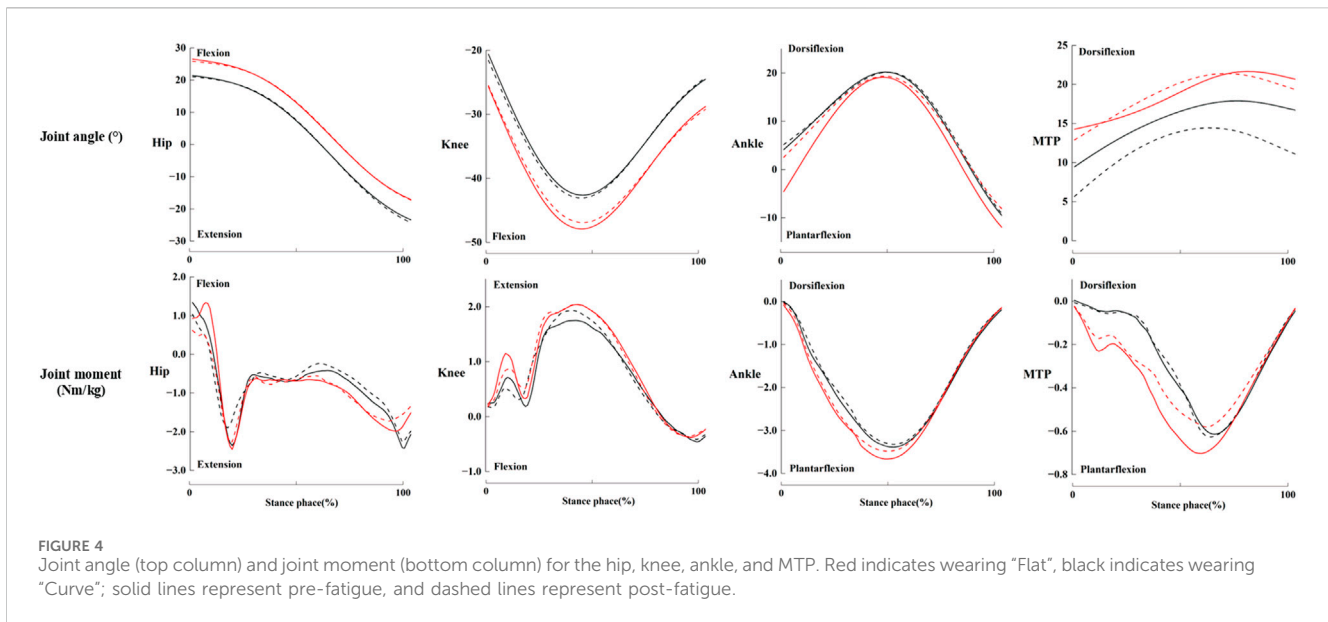 Joint angle (°)
Hip
30
20
10
0
−10
−20
−30
Flexion
Extension
0
100
Knee
−20
−30
−40
−50
Flexion
0
100
Ankle
Dorsiflexion
20
10
0
−10
Plantarflexion
0
100
MTP
25
20
15
10
5
0
Dorsiflexion
0
100
Joint moment
(Nm/kg)
Hip
2.0
1.0
0.0
−1.0
−2.0
−3.0
Flexion
Extension
0
100
Stance phace(%)
Knee
Extension
2.0
1.0
0.0
−1.0
Flexion
0
100
Stance phace(%)
Ankle
Dorsiflexion
0.0
−1.0
−2.0
−3.0
−4.0
Plantarflexion
0
100
Stance phace(%)
MTP
Dorsiflexion
0.0
−0.2
−0.4
−0.6
−0.8
Plantarflexion
0
100
Stance phace(%)
FIGURE 4
Joint angle (top column) and joint moment (bottom column) for the hip, knee, ankle, and MTP. Red indicates wearing “Flat”, black indicates wearing
“Curve”; solid lines represent pre-fatigue, and dashed lines represent post-fatigue.